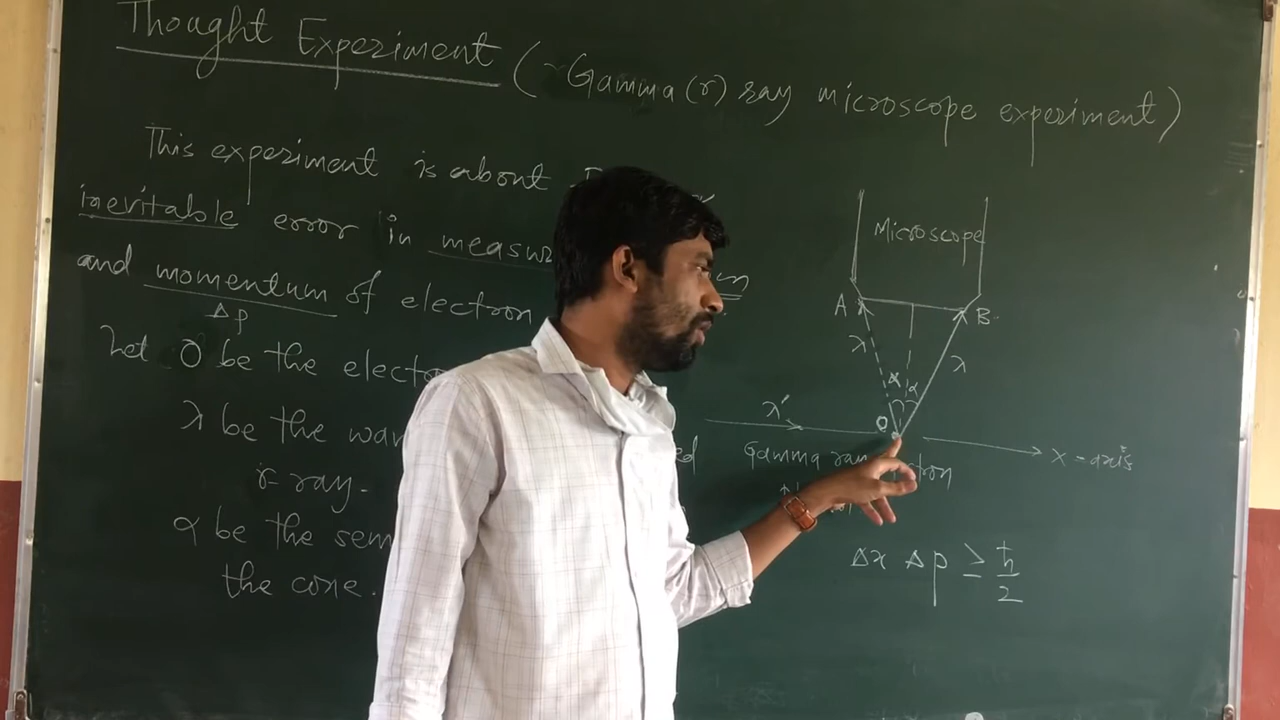 Thought Experiment (Gamma(r) ray microscope experiment)
This experiment is about
inevitable error in measur
and momentum of electron
Δp
Let O be the electro
λ be the wav
r- ray.
α be the sem
the cone.
Microscope
A B
λ λ
α α
O
λ' X-axis
Gamma ray
Δx Δp ≥ ħ/2